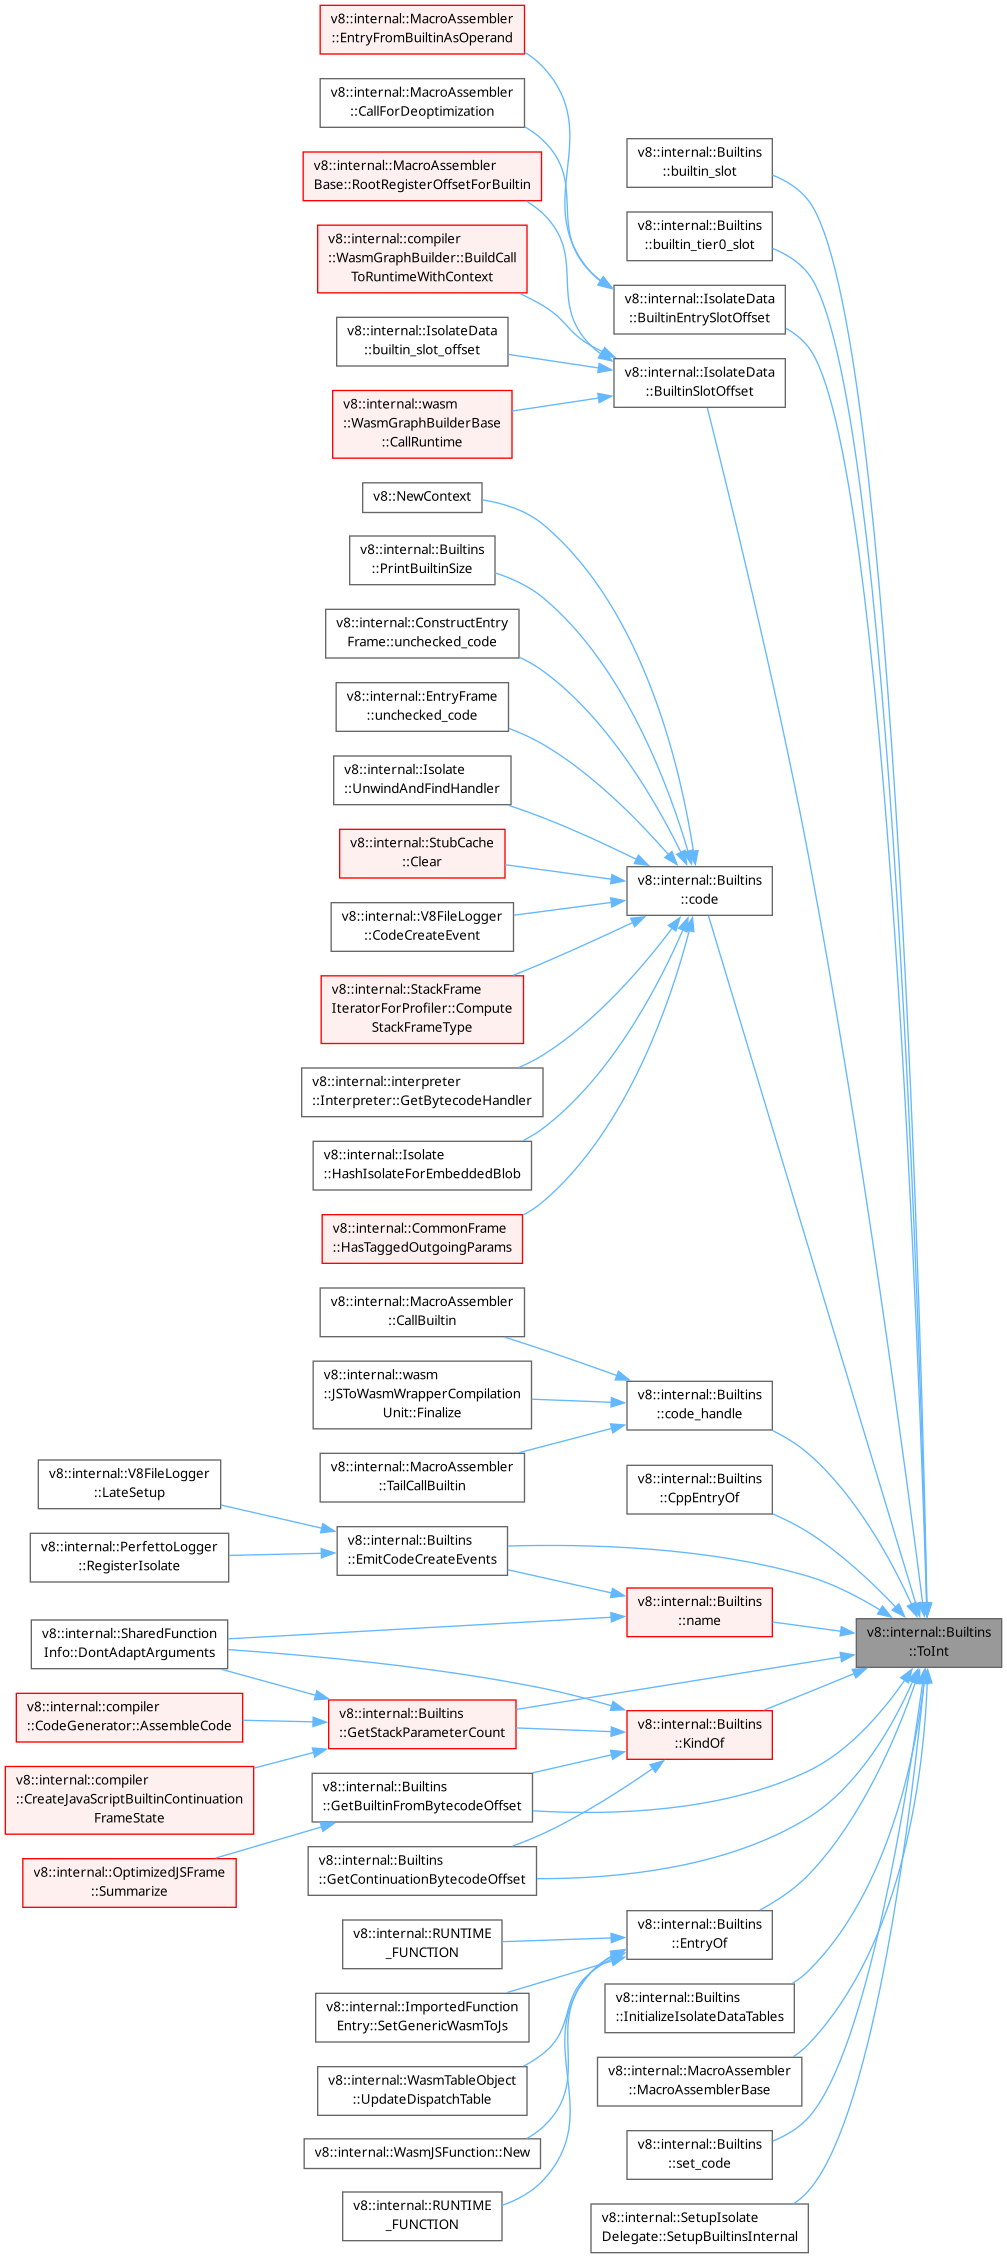 v8::internal::MacroAssembler
::EntryFromBuiltinAsOperand
v8::internal::MacroAssembler
::CallForDeoptimization
v8::internal::MacroAssembler
Base::RootRegisterOffsetForBuiltin
v8::internal::compiler
::WasmGraphBuilder::BuildCall
ToRuntimeWithContext
v8::internal::IsolateData
::builtin_slot_offset
v8::internal::wasm
::WasmGraphBuilderBase
::CallRuntime
v8::internal::Builtins
::builtin_slot
v8::internal::Builtins
::builtin_tier0_slot
v8::internal::IsolateData
::BuiltinEntrySlotOffset
v8::internal::IsolateData
::BuiltinSlotOffset
v8::NewContext
v8::internal::Builtins
::PrintBuiltinSize
v8::internal::ConstructEntry
Frame::unchecked_code
v8::internal::EntryFrame
::unchecked_code
v8::internal::Isolate
::UnwindAndFindHandler
v8::internal::StubCache
::Clear
v8::internal::V8FileLogger
::CodeCreateEvent
v8::internal::StackFrame
IteratorForProfiler::Compute
StackFrameType
v8::internal::interpreter
::Interpreter::GetBytecodeHandler
v8::internal::Isolate
::HashIsolateForEmbeddedBlob
v8::internal::CommonFrame
::HasTaggedOutgoingParams
v8::internal::Builtins
::code
v8::internal::MacroAssembler
::CallBuiltin
v8::internal::wasm
::JSToWasmWrapperCompilation
Unit::Finalize
v8::internal::MacroAssembler
::TailCallBuiltin
v8::internal::Builtins
::code_handle
v8::internal::Builtins
::CppEntryOf
v8::internal::V8FileLogger
::LateSetup
v8::internal::PerfettoLogger
::RegisterIsolate
v8::internal::Builtins
::EmitCodeCreateEvents
v8::internal::Builtins
::name
v8::internal::Builtins
::ToInt
v8::internal::SharedFunction
Info::DontAdaptArguments
v8::internal::compiler
::CodeGenerator::AssembleCode
v8::internal::compiler
::CreateJavaScriptBuiltinContinuation
FrameState
v8::internal::OptimizedJSFrame
::Summarize
v8::internal::Builtins
::GetStackParameterCount
v8::internal::Builtins
::GetBuiltinFromBytecodeOffset
v8::internal::Builtins
::GetContinuationBytecodeOffset
v8::internal::Builtins
::KindOf
v8::internal::RUNTIME
_FUNCTION
v8::internal::ImportedFunction
Entry::SetGenericWasmToJs
v8::internal::WasmTableObject
::UpdateDispatchTable
v8::internal::WasmJSFunction::New
v8::internal::RUNTIME
_FUNCTION
v8::internal::Builtins
::EntryOf
v8::internal::Builtins
::InitializeIsolateDataTables
v8::internal::MacroAssembler
::MacroAssemblerBase
v8::internal::Builtins
::set_code
v8::internal::SetupIsolate
Delegate::SetupBuiltinsInternal